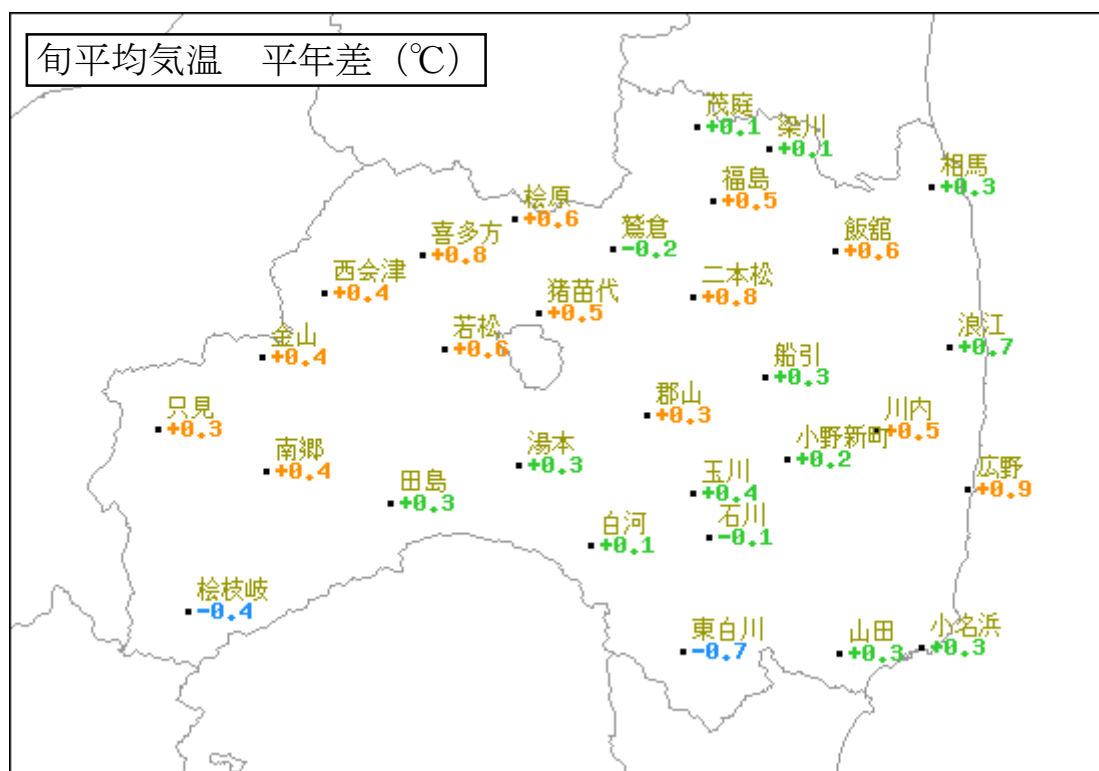 旬平均気温　平年差（℃）
茂庭
+0.1
梁川
+0.1
相馬
+0.3
福島
+0.5
桧原
+0.6
鷲倉
-0.2
飯舘
+0.6
喜多方
+0.8
西会津
+0.4
猪苗代
+0.5
二本松
+0.8
若松
+0.6
浪江
+0.7
金山
+0.4
船引
+0.3
郡山
+0.3
川内
+0.5
只見
+0.3
南郷
+0.4
湯本
+0.3
小野新町
+0.2
広野
+0.9
田島
+0.3
玉川
+0.4
石川
-0.1
白河
+0.1
桧枝岐
-0.4
東白川
-0.7
山田
+0.3
小名浜
+0.3